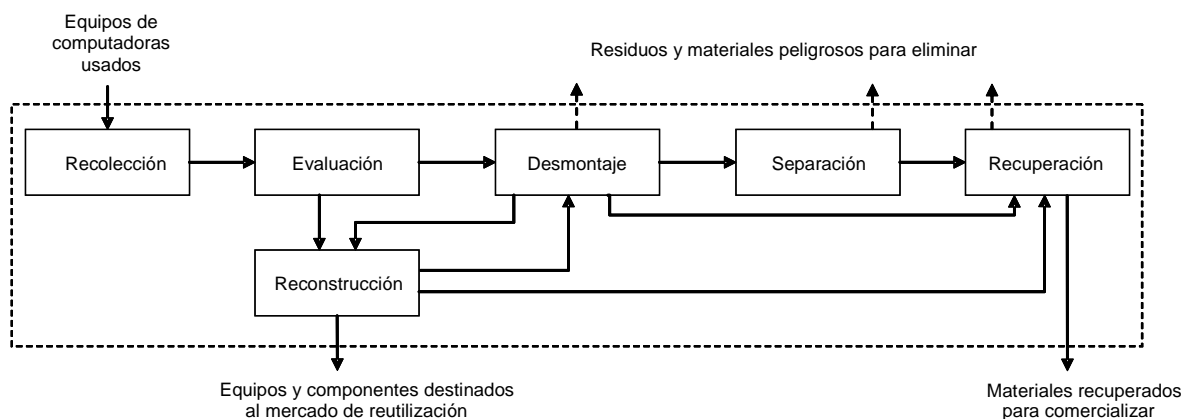 Equipos de
computadoras
usados
Residuos y materiales peligrosos para eliminar
Recolección
Evaluación
Desmontaje
Separación
Recuperación
Reconstrucción
Equipos y componentes destinados
al mercado de reutilización
Materiales recuperados
para comercializar